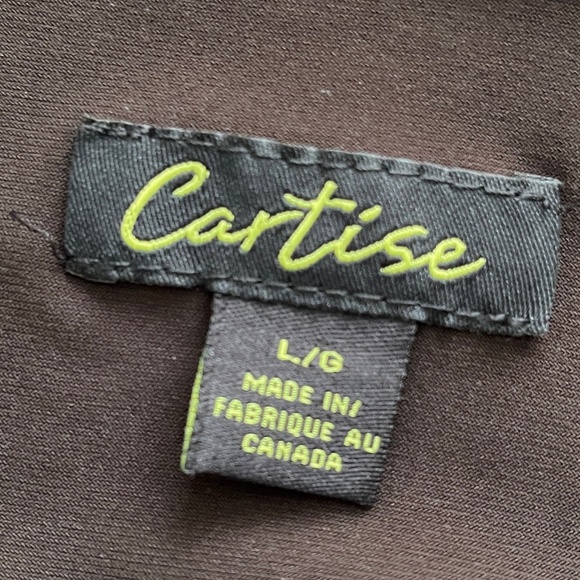 Cartise
L/G
MADE IN/
FABRIQUE AU
CANADA